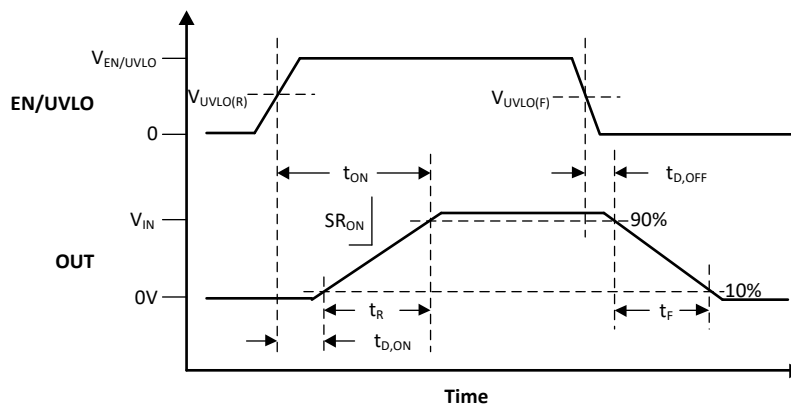 V_EN/UVLO
EN/UVLO
V_UVLO(R)
V_UVLO(F)
0
t_ON
t_D,OFF
SR_ON
V_IN
90%
OUT
0V
10%
t_R
t_F
t_D,ON
Time